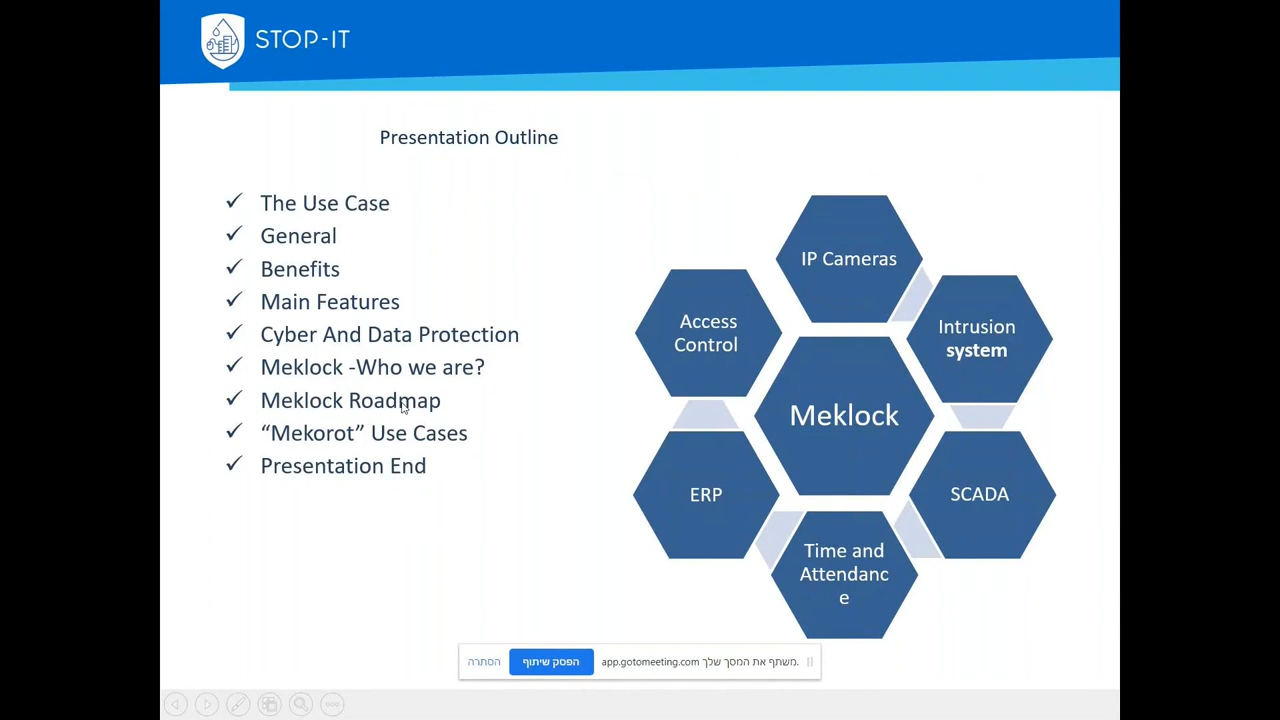 STOP-IT
Presentation Outline
✓ The Use Case
✓ General
✓ Benefits
✓ Main Features
✓ Cyber And Data Protection
✓ Meklock -Who we are?
✓ Meklock Roadmap
✓ “Mekorot” Use Cases
✓ Presentation End
IP Cameras
Access
Control
Intrusion
system
Meklock
ERP
SCADA
Time and
Attendanc
e
משתף את המסך שלך app.gotomeeting.com.
הפסק שיתוף
הסתרה